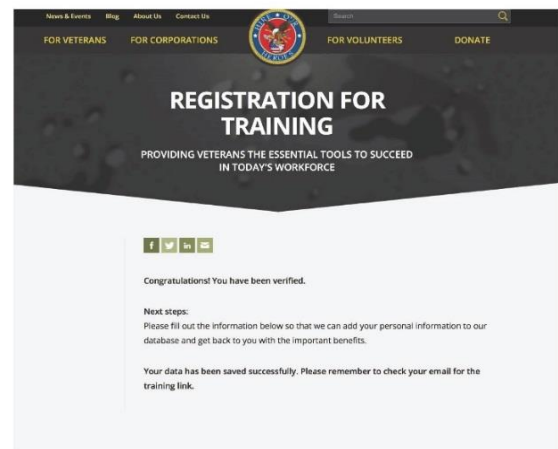 News & Events Blog About Us Contact Us Search
FOR VETERANS FOR CORPORATIONS FOR VOLUNTEERS DONATE
HIRE OUR
HEROES
REGISTRATION FOR
TRAINING
PROVIDING VETERANS THE ESSENTIAL TOOLS TO SUCCEED
IN TODAY'S WORKFORCE
Congratulations! You have been verified.
Next steps:
Please fill out the information below so that we can add your personal information to our
database and get back to you with the important benefits.
Your data has been saved successfully. Please remember to check your email for the
training link.